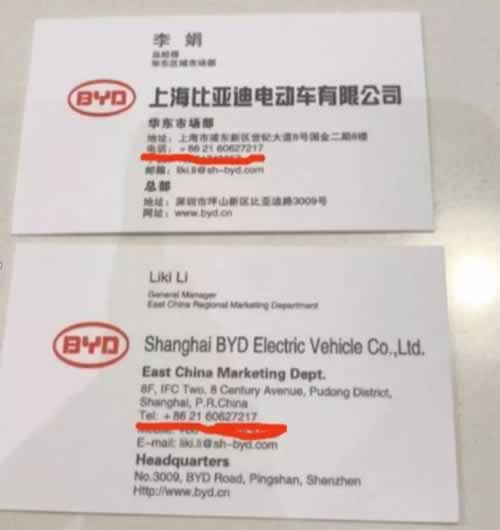 李 娟
总经理
华东区域市场部
BYD
上海比亚迪电动车有限公司
华东市场部
地址：上海市浦东新区世纪大道8号国金二期8楼
电话：+86 21 60627217
邮箱：liki.li@sh-byd.com
总部
地址：深圳市坪山新区比亚迪路3009号
网址：www.byd.cn
Liki Li
General Manager
East China Regional Marketing Department
BYD
Shanghai BYD Electric Vehicle Co.,Ltd.
East China Marketing Dept.
8F, IFC Two, 8 Century Avenue, Pudong District,
Shanghai, P.R.China
Tel: +86 21 60627217
E-mail: liki.li@sh-byd.com
Headquarters
No.3009, BYD Road, Pingshan, Shenzhen
Http://www.byd.cn